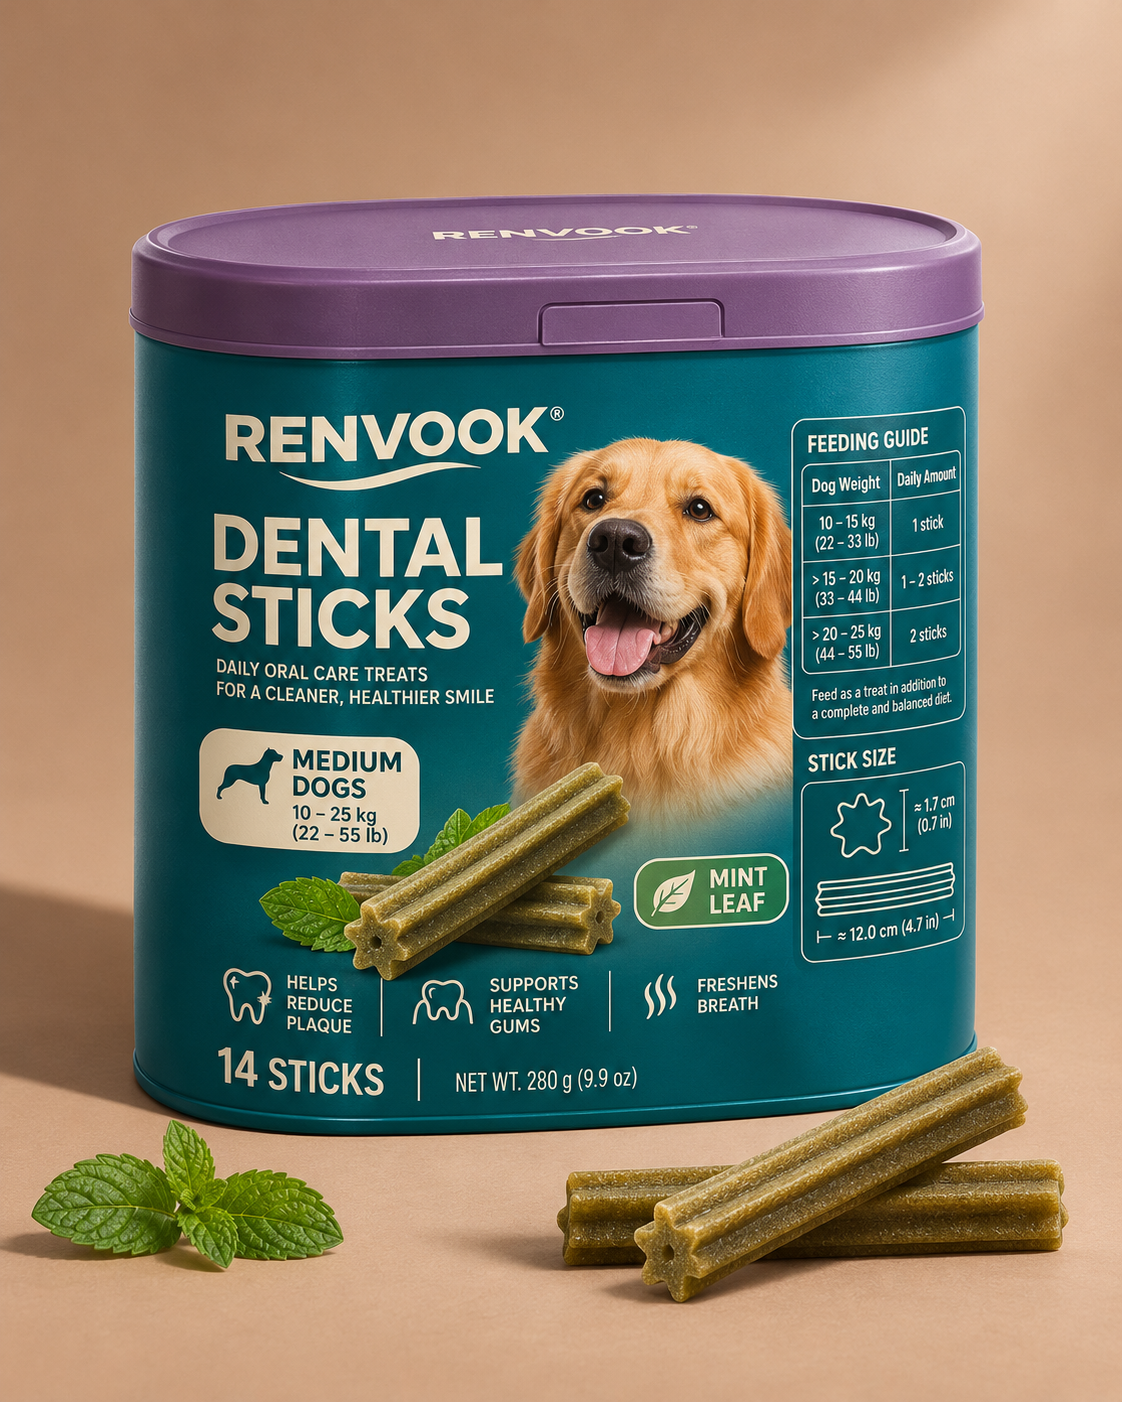 RENVOOK®
RENVOOK®
DENTAL
STICKS
DAILY ORAL CARE TREATS
FOR A CLEANER, HEALTHIER SMILE
MEDIUM
DOGS
10 – 25 kg
(22 – 55 lb)
MINT
LEAF
HELPS
REDUCE
PLAQUE
SUPPORTS
HEALTHY
GUMS
FRESHENS
BREATH
14 STICKS
NET WT. 280 g (9.9 oz)
FEEDING GUIDE
Dog Weight Daily Amount
10 – 15 kg
(22 – 33 lb)
1 stick
> 15 – 20 kg
(33 – 44 lb)
1 – 2 sticks
> 20 – 25 kg
(44 – 55 lb)
2 sticks
Feed as a treat in addition to
a complete and balanced diet.
STICK SIZE
≈ 1.7 cm
(0.7 in)
≈ 12.0 cm (4.7 in)